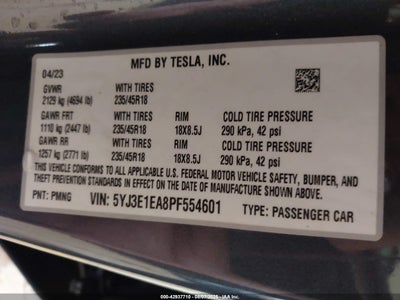 MFD BY TESLA, INC.
04/23
GVWR WITH TIRES
2129 kg (4694 lb) 235/45R18
GAWR FRT WITH TIRES RIM COLD TIRE PRESSURE
1110 kg (2447 lb) 235/45R18 18X8.5J 290 kPa, 42 psi
GAWR RR WITH TIRES RIM COLD TIRE PRESSURE
1257 kg (2771 lb) 235/45R18 18X8.5J 290 kPa, 42 psi
THIS VEHICLE CONFORMS TO ALL APPLICABLE U.S. FEDERAL MOTOR VEHICLE SAFETY, BUMPER, AND
THEFT PREVENTION STANDARDS IN EFFECT ON THE DATE OF MANUFACTURE SHOWN ABOVE.
PNT: PMNG VIN: 5YJ3E1EA8PF554601 TYPE: PASSENGER CAR